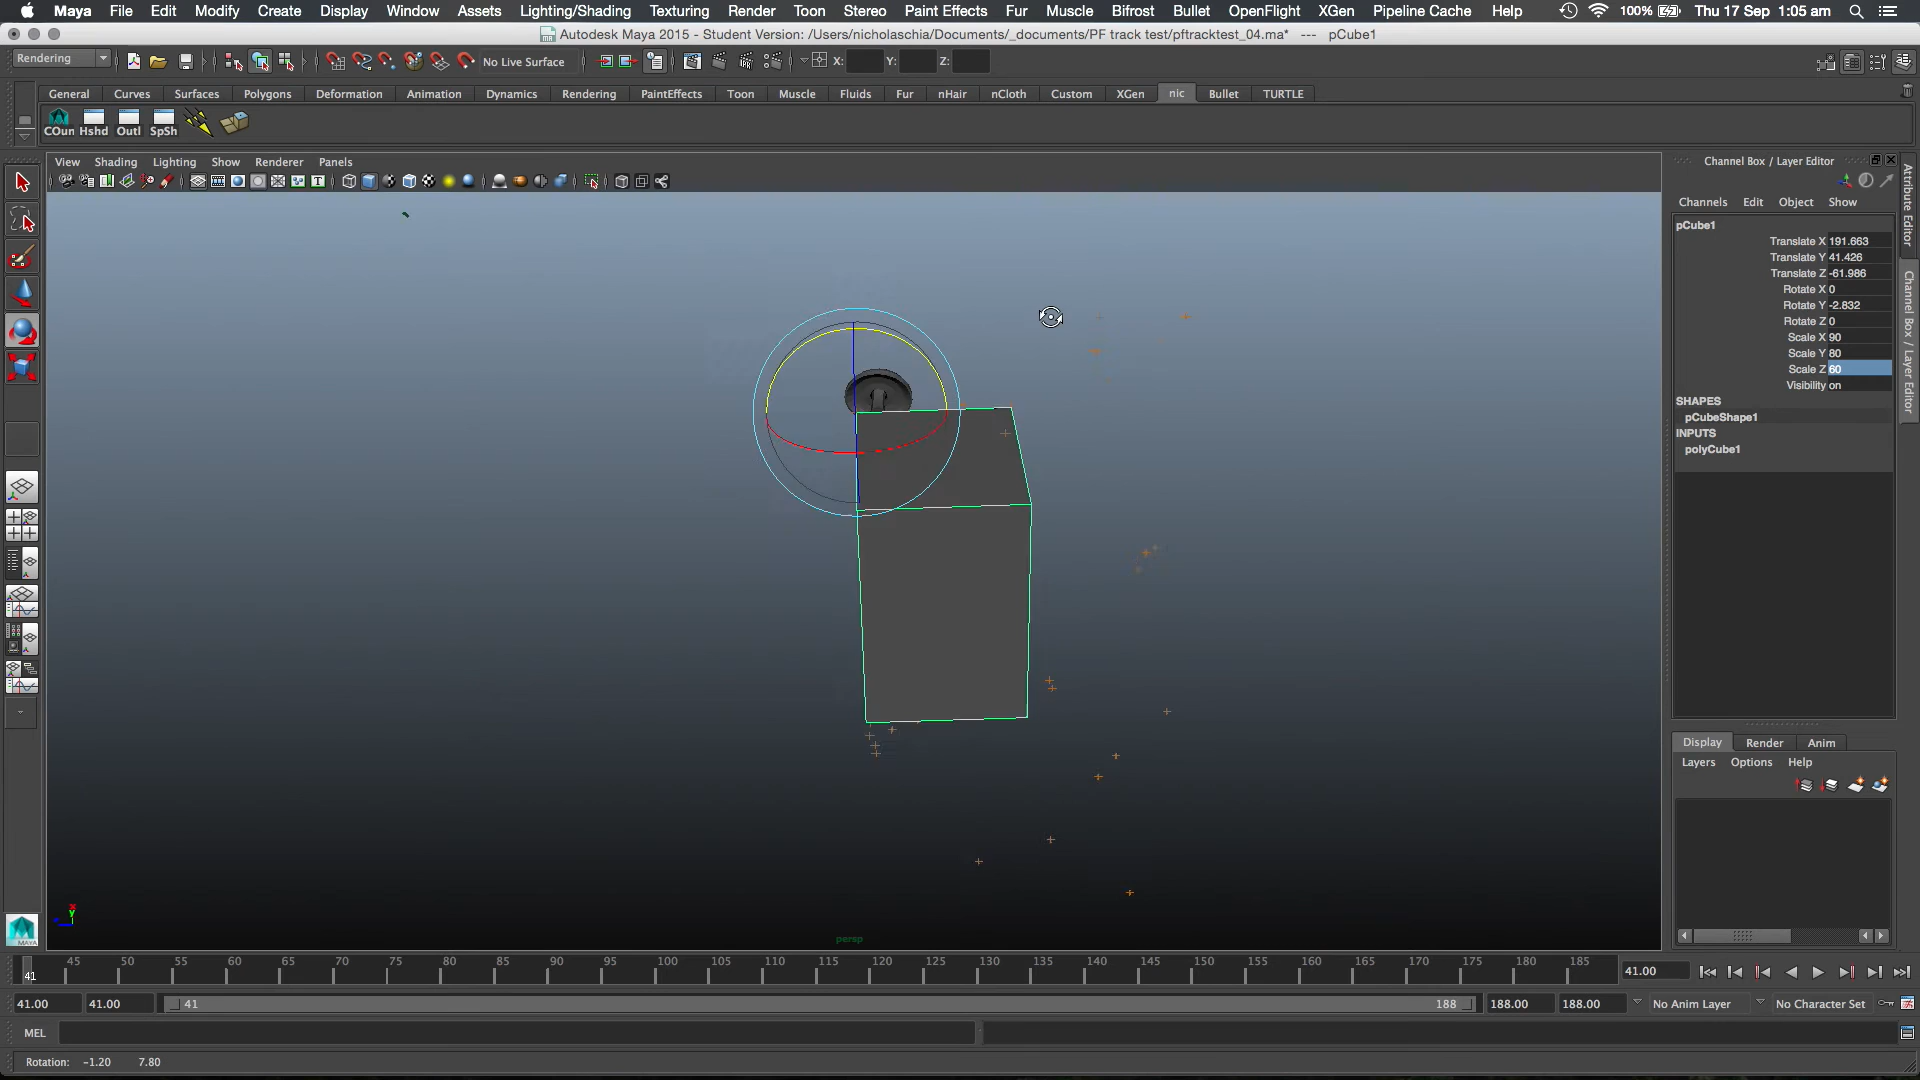 Maya File Edit Modify Create Display Window Assets Lighting/Shading Texturing Render Toon Stereo Paint Effects Fur Muscle Bifrost Bullet OpenFlight XGen Pipeline Cache Help 100% Thu 17 Sep 1:05 am
Autodesk Maya 2015 - Student Version: /Users/nicholaschia/Documents/_documents/PF track test/pftracktest_04.ma* --- pCube1
Rendering No Live Surface X: Y: Z:
General Curves Surfaces Polygons Deformation Animation Dynamics Rendering PaintEffects Toon Muscle Fluids Fur nHair nCloth Custom XGen nic Bullet TURTLE
COun Hshd Outl SpSh
View Shading Lighting Show Renderer Panels
Channel Box / Layer Editor
Channels Edit Object Show
pCube1
Translate X 191.663
Translate Y 41.426
Translate Z -61.986
Rotate X 0
Rotate Y -2.832
Rotate Z 0
Scale X 90
Scale Y 80
Scale Z 60
Visibility on
SHAPES
pCubeShape1
INPUTS
polyCube1
Attribute Editor
Channel Box / Layer Editor
Display Render Anim
Layers Options Help
persp
MAYA
41 45 50 55 60 65 70 75 80 85 90 95 100 105 110 115 120 125 130 135 140 145 150 155 160 165 170 175 180 185 41.00
41.00 41.00 41 188 188.00 188.00 No Anim Layer No Character Set
MEL
Rotation: -1.20 7.80